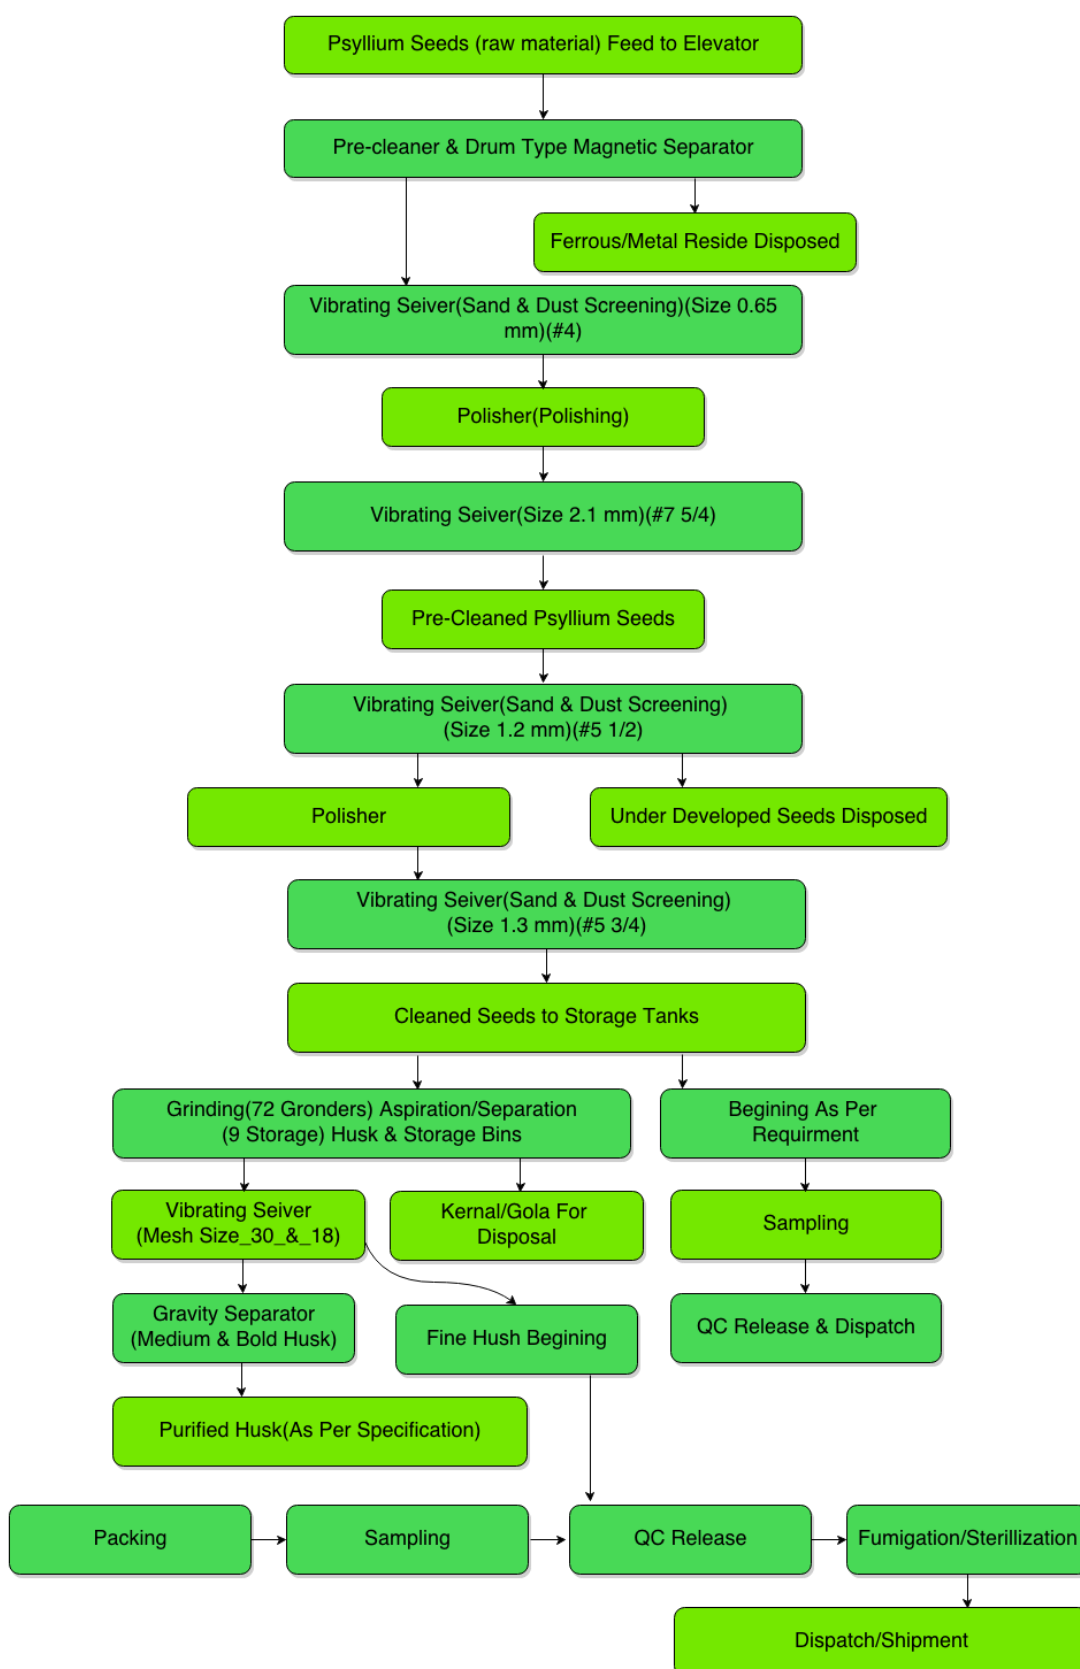 Psyllium Seeds (raw material) Feed to Elevator
Pre-cleaner & Drum Type Magnetic Separator
Ferrous/Metal Reside Disposed
Vibrating Seiver(Sand & Dust Screening)(Size 0.65
mm)(#4)
Polisher(Polishing)
Vibrating Seiver(Size 2.1 mm)(#7 5/4)
Pre-Cleaned Psyllium Seeds
Vibrating Seiver(Sand & Dust Screening)
(Size 1.2 mm)(#5 1/2)
Polisher
Under Developed Seeds Disposed
Vibrating Seiver(Sand & Dust Screening)
(Size 1.3 mm)(#5 3/4)
Cleaned Seeds to Storage Tanks
Grinding(72 Gronders) Aspiration/Separation
(9 Storage) Husk & Storage Bins
Begining As Per
Requirment
Vibrating Seiver
(Mesh Size_30_&_18)
Kernal/Gola For
Disposal
Sampling
Gravity Separator
(Medium & Bold Husk)
Fine Hush Begining
QC Release & Dispatch
Purified Husk(As Per Specification)
Packing
Sampling
QC Release
Fumigation/Sterillization
Dispatch/Shipment